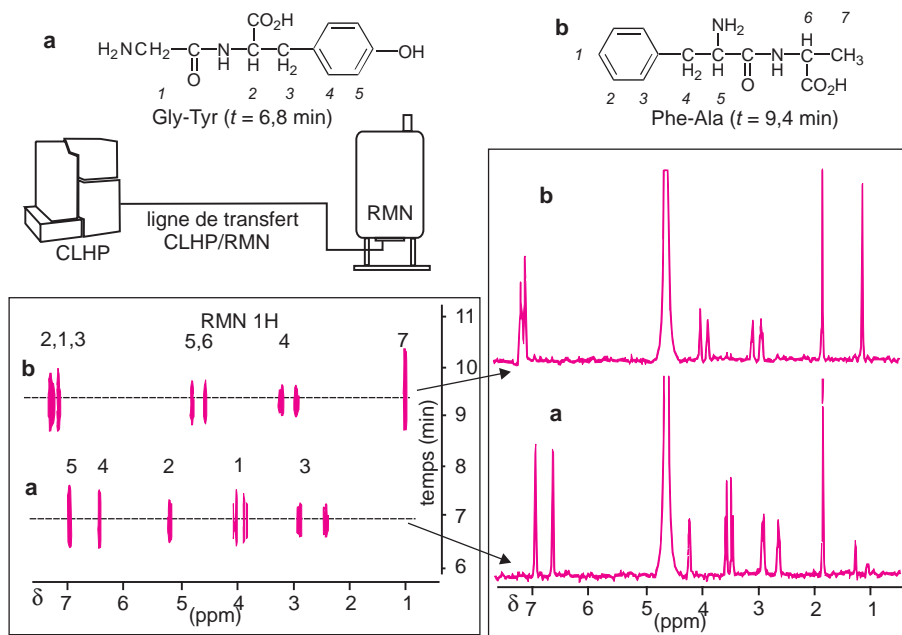 a
CO₂H
H₂NCH₂
C
O
N
H
C
H
C
H₂
OH
1 2 3 4 5
Gly-Tyr (t = 6,8 min)
b
NH₂
6 7
1
C
H₂
C
H
C
O
N
H
H
C
CH₃
CO₂H
2 3 4 5
Phe-Ala (t = 9,4 min)
CLHP
ligne de transfert
CLHP/RMN
RMN
RMN 1H
2,1,3 5,6 4 7
b
5 4 2 1 3
a
11
10
9
8
7
6
temps (min)
δ 7 6 5 4 3 2 1
(ppm)
b
a
δ 7 6 5 4 3 2 1
(ppm)